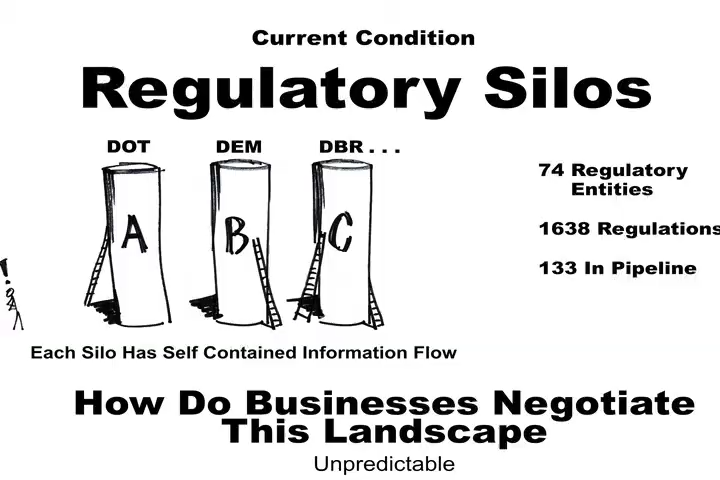 Current Condition
Regulatory Silos
DOT DEM DBR . . .
A B C
74 Regulatory
Entities
1638 Regulations
133 In Pipeline
!
Each Silo Has Self Contained Information Flow
How Do Businesses Negotiate
This Landscape
Unpredictable